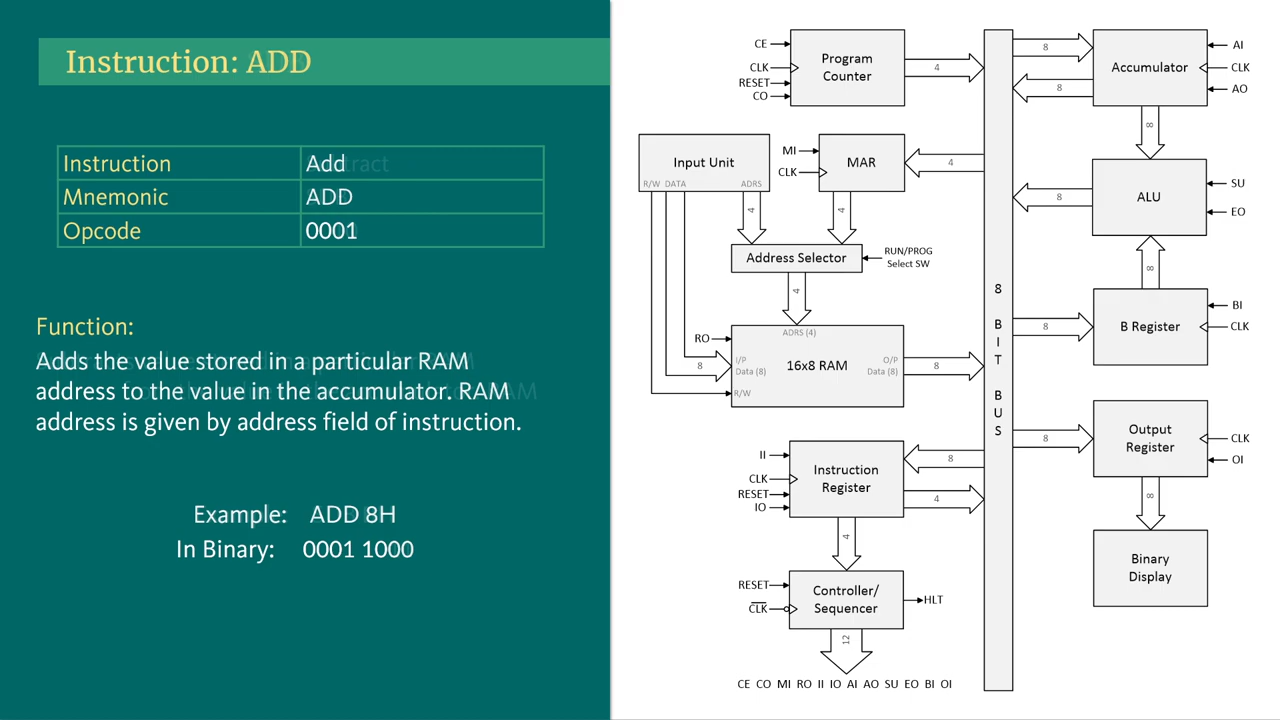 Instruction: ADD
Instruction Add
Mnemonic ADD
Opcode 0001
Function:
Adds the value stored in a particular RAM
address to the value in the accumulator. RAM
address is given by address field of instruction.
Example: ADD 8H
In Binary: 0001 1000
CE
CLK
RESET
CO
Program
Counter
4
8
8
Accumulator
AI
CLK
AO
8
Input Unit
R/W DATA ADRS
MI
CLK
MAR
4
4
4
ALU
SU
EO
8
8
Address Selector
RUN/PROG
Select SW
4
8
BIT
BUS
8
B Register
BI
CLK
RO
ADRS (4)
I/P
Data (8)
16x8 RAM
O/P
Data (8)
R/W
8
8
II
CLK
RESET
IO
Instruction
Register
8
4
4
8
Output
Register
CLK
OI
8
Binary
Display
RESET
CLK
Controller/
Sequencer
HLT
12
CE CO MI RO II IO AI AO SU EO BI OI